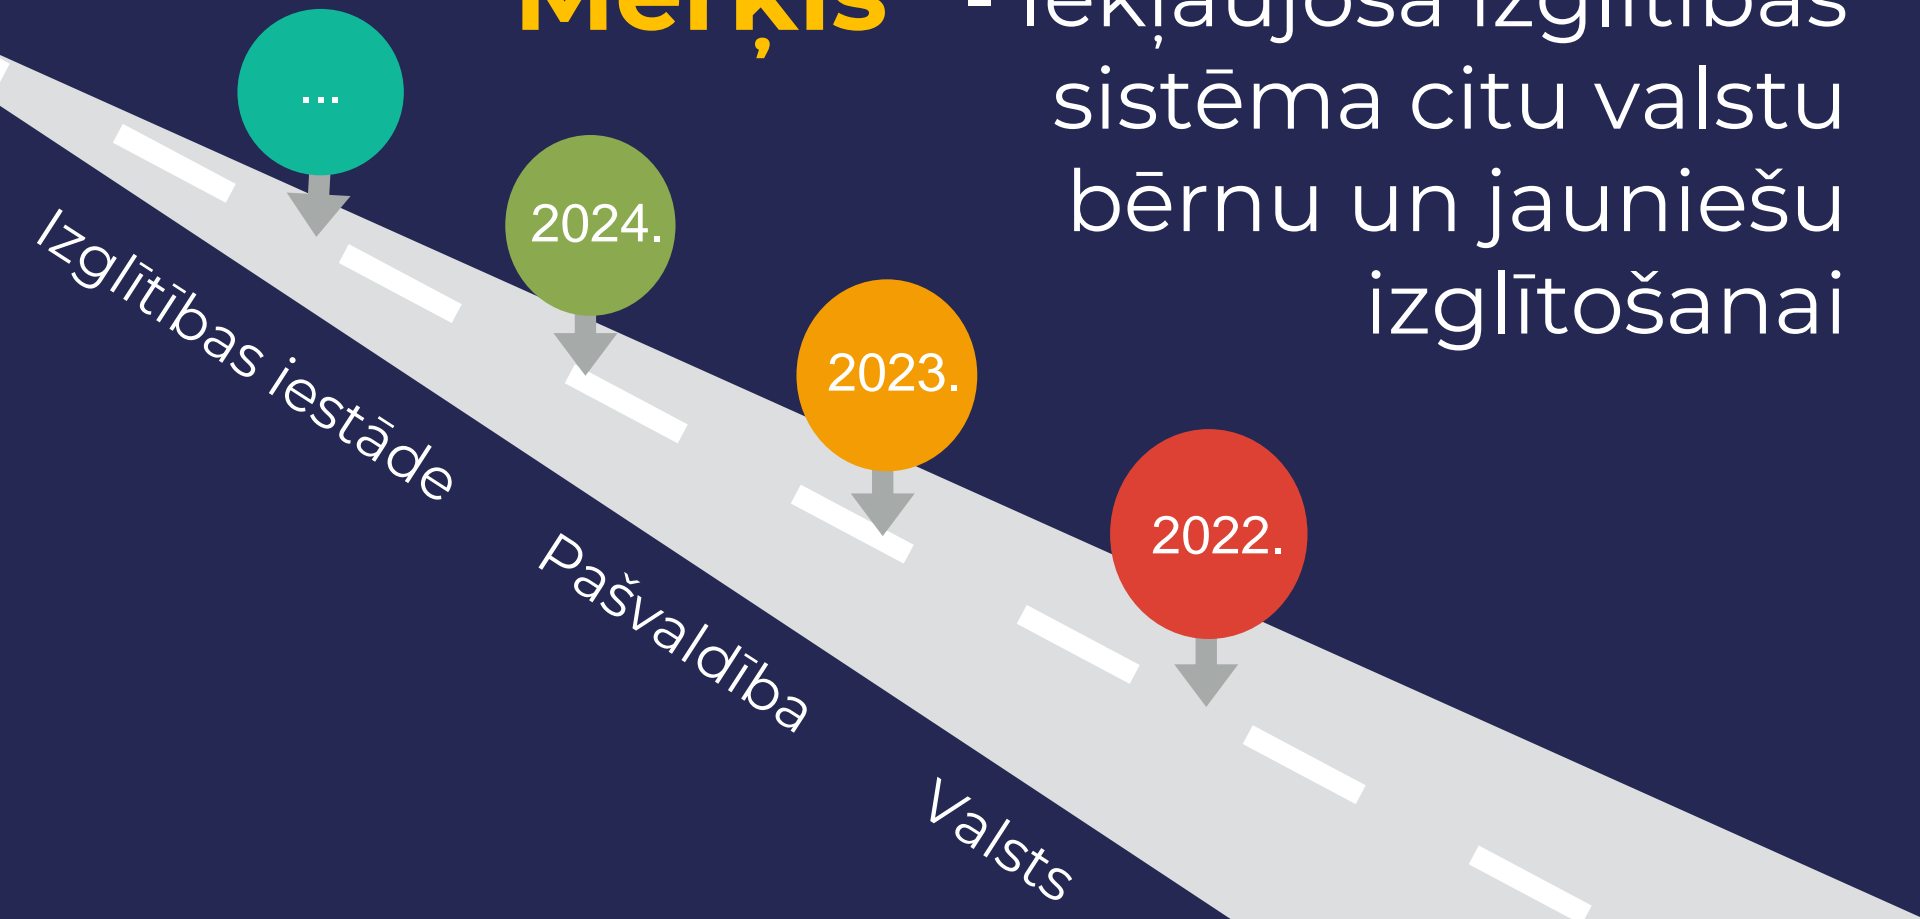 Mērķis - Iekļaujoša izglītības
sistēma citu valstu
bērnu un jauniešu
izglītošanai
...
2024.
2023.
2022.
Izglītības iestāde
Pašvaldība
Valsts